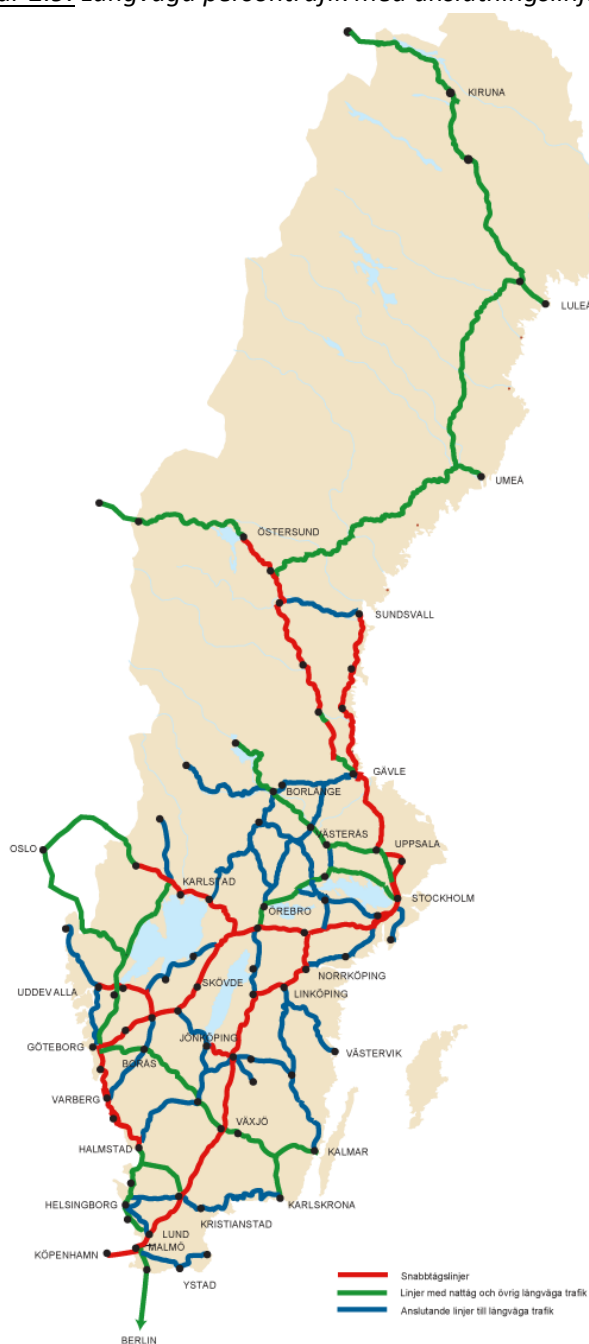 Långväga persontrafik med anslutningslinj
KIRUNA
LULEÅ
UMEÅ
ÖSTERSUND
SUNDSVALL
GÄVLE
BORLÄNGE
VÄSTERÅS
UPPSALA
OSLO
KARLSTAD
STOCKHOLM
ÖREBRO
NORRKÖPING
SKÖVDE
UDDEVALLA
LINKÖPING
JÖNKÖPING
GÖTEBORG
VÄSTERVIK
BORÅS
VARBERG
VÄXJÖ
HALMSTAD
KALMAR
HELSINGBORG
KARLSKRONA
KRISTIANSTAD
LUND
MALMÖ
KÖPENHAMN
YSTAD
Snabbtågslinjer
Linjer med nattåg och övrig långväga trafik
Anslutande linjer till långväga trafik
BERLIN